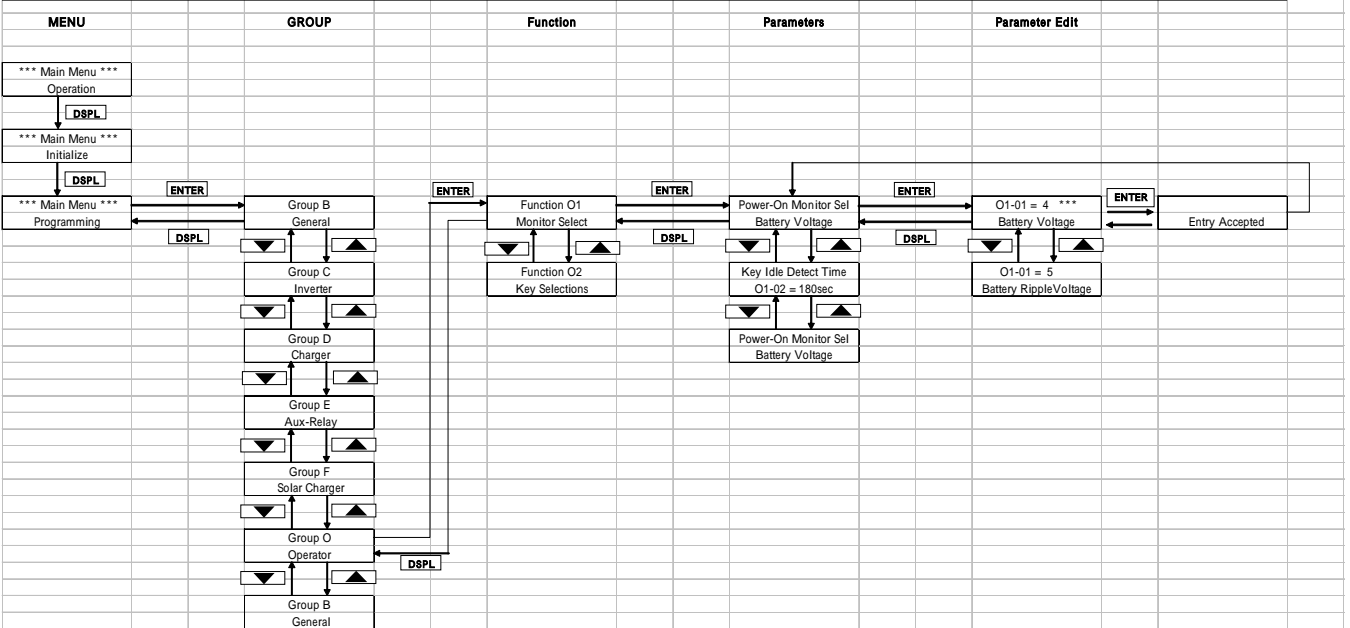 MENU GROUP Function Parameters Parameter Edit
*** Main Menu ***
Operation
DSPL
*** Main Menu ***
Initialize
DSPL
*** Main Menu ***
Programming
ENTER
DSPL
Group B
General
Group C
Inverter
Group D
Charger
Group E
Aux-Relay
Group F
Solar Charger
Group O
Operator
Group B
General
ENTER
DSPL
Function O1
Monitor Select
Function O2
Key Selections
ENTER
DSPL
Power-On Monitor Sel
Battery Voltage
Key Idle Detect Time
O1-02 = 180sec
Power-On Monitor Sel
Battery Voltage
ENTER
DSPL
O1-01 = 4 ***
Battery Voltage
O1-01 = 5
Battery RippleVoltage
ENTER
Entry Accepted